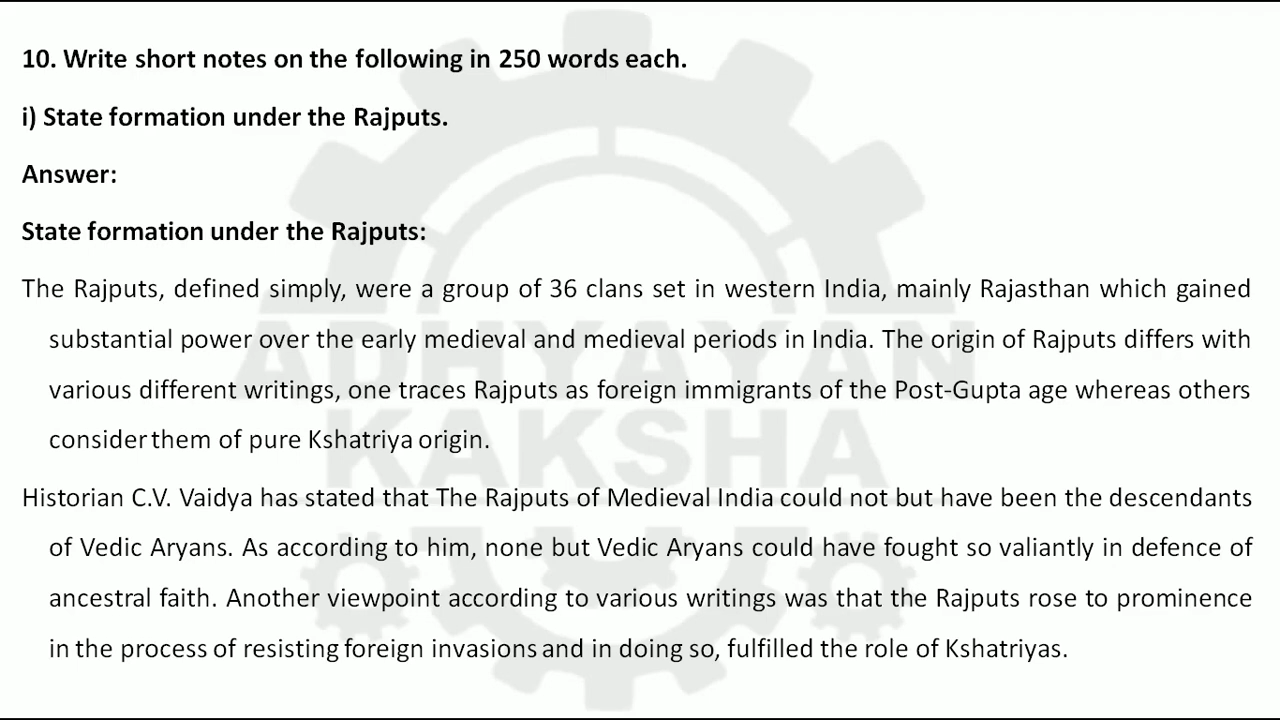 10. Write short notes on the following in 250 words each.
i) State formation under the Rajputs.
Answer:
State formation under the Rajputs:
The Rajputs, defined simply, were a group of 36 clans set in western India, mainly Rajasthan which gained
substantial power over the early medieval and medieval periods in India. The origin of Rajputs differs with
various different writings, one traces Rajputs as foreign immigrants of the Post-Gupta age whereas others
consider them of pure Kshatriya origin.
Historian C.V. Vaidya has stated that The Rajputs of Medieval India could not but have been the descendants
of Vedic Aryans. As according to him, none but Vedic Aryans could have fought so valiantly in defence of
ancestral faith. Another viewpoint according to various writings was that the Rajputs rose to prominence
in the process of resisting foreign invasions and in doing so, fulfilled the role of Kshatriyas.
ADHYAYAN
KAKSHA